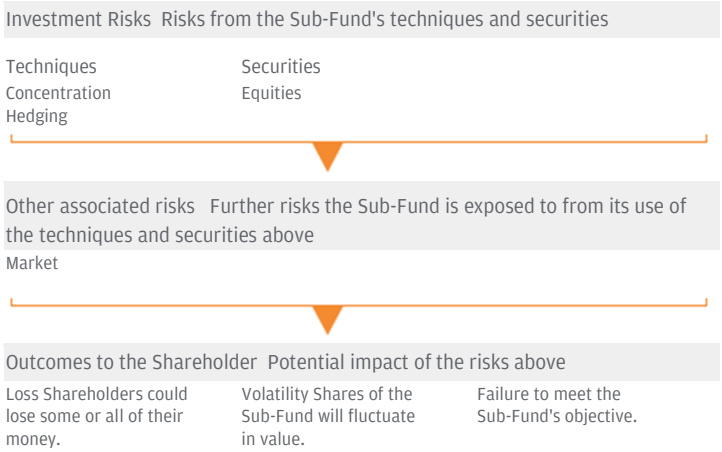 Investment Risks Risks from the Sub-Fund's techniques and securities
Techniques
Concentration
Hedging
Securities
Equities
Other associated risks Further risks the Sub-Fund is exposed to from its use of
the techniques and securities above
Market
Outcomes to the Shareholder Potential impact of the risks above
Loss Shareholders could
lose some or all of their
money.
Volatility Shares of the
Sub-Fund will fluctuate
in value.
Failure to meet the
Sub-Fund's objective.